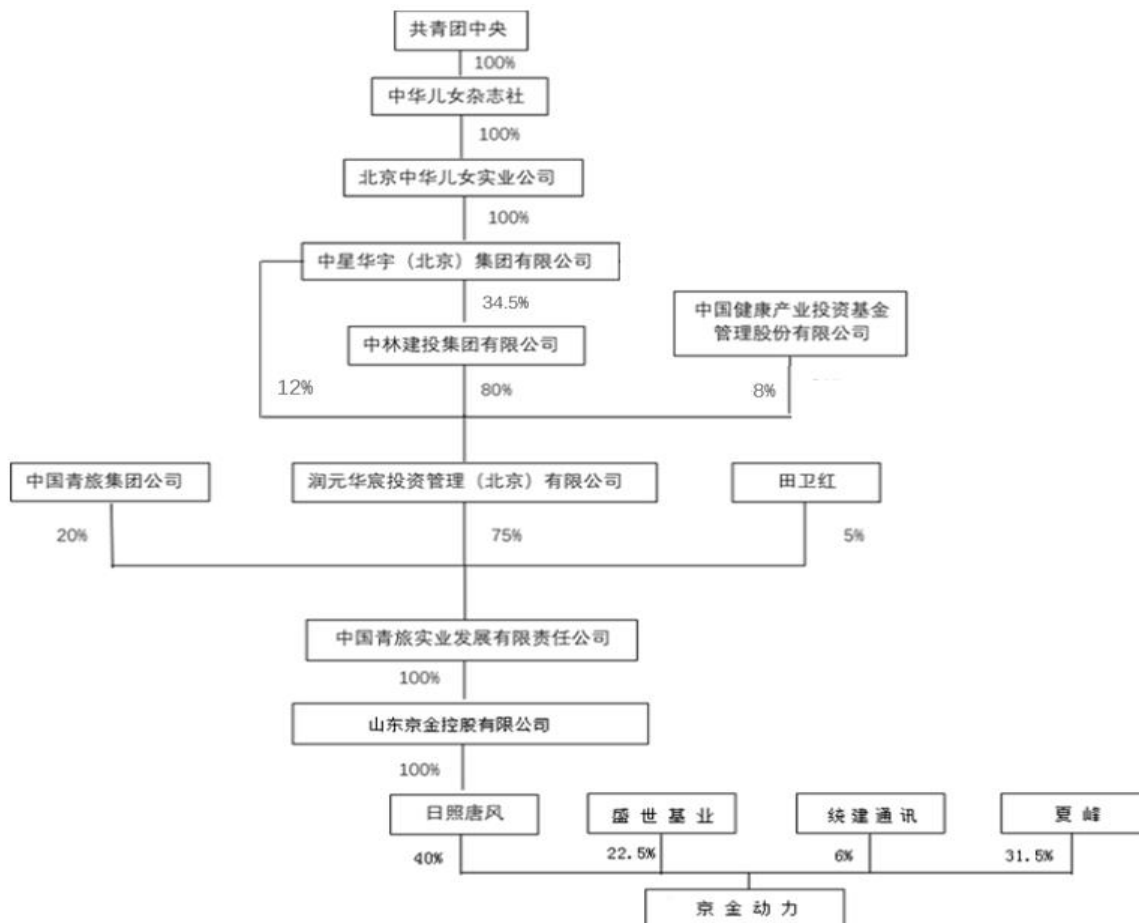 共青团中央
100%
中华儿女杂志社
100%
北京中华儿女实业公司
100%
中星华宇（北京）集团有限公司
34.5%
中国健康产业投资基金
管理股份有限公司
中林建投集团有限公司
12%
80%
8%
中国青旅集团公司
润元华宸投资管理（北京）有限公司
田卫红
20%
75%
5%
中国青旅实业发展有限责任公司
100%
山东京金控股有限公司
100%
日照唐风
盛世基业
统建通讯
夏峰
40%
22.5%
6%
31.5%
京金动力